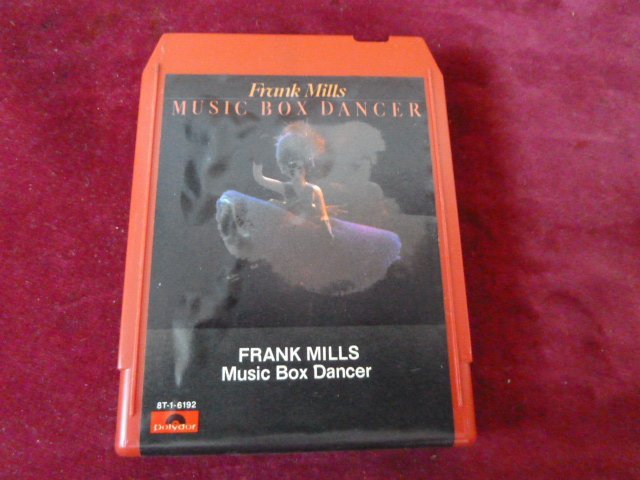 Frank Mills
MUSIC BOX DANCER
FRANK MILLS
Music Box Dancer
8T-1-6192
polydor